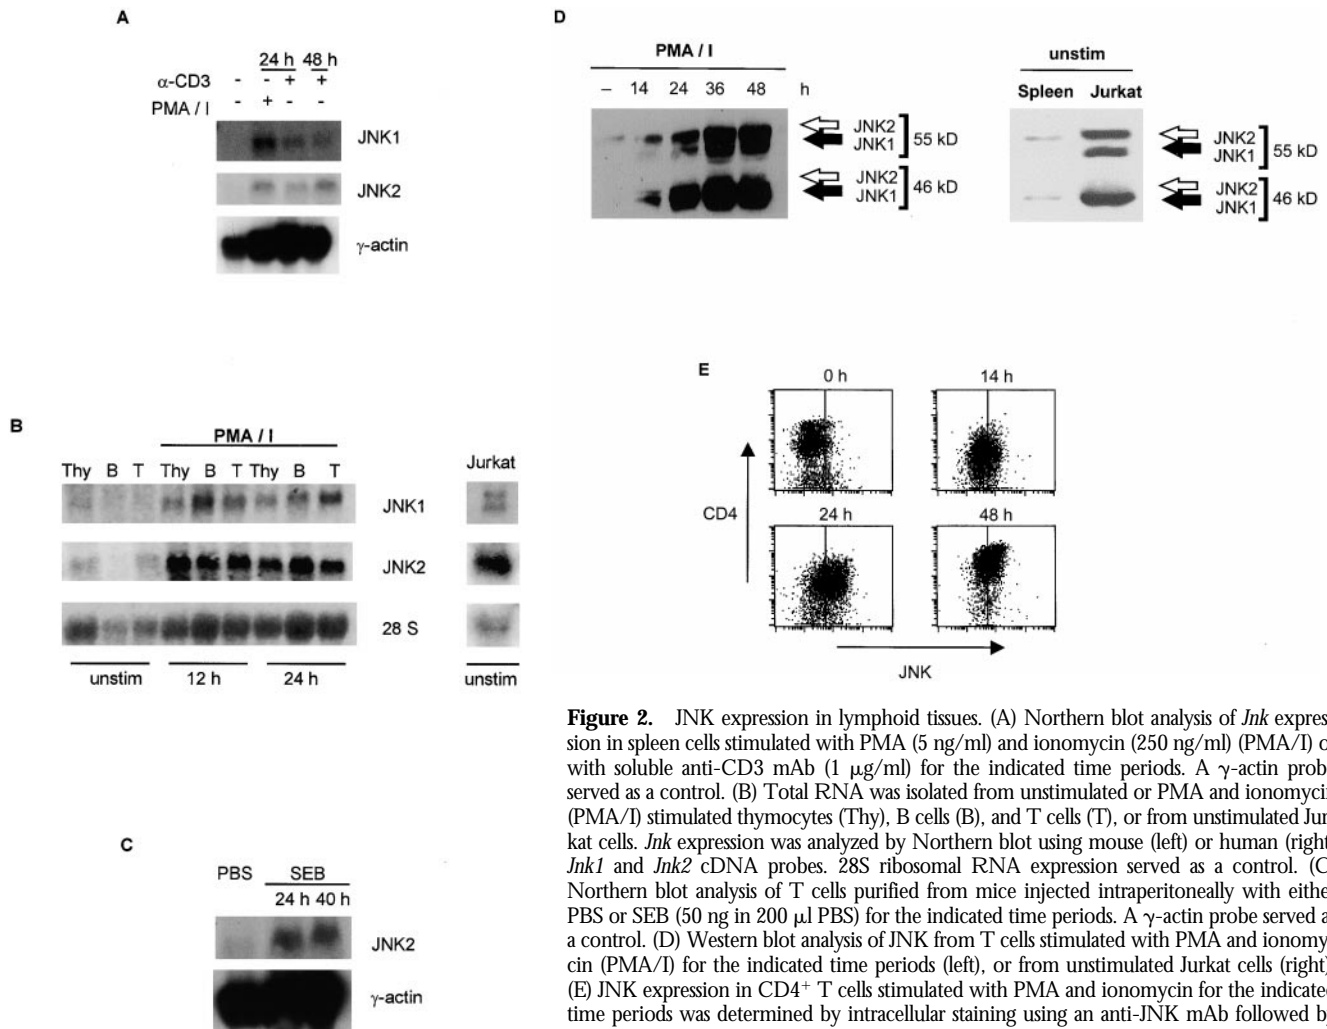 A
24 h 48 h
α-CD3 - - + +
PMA / I - + - -
JNK1
JNK2
γ-actin
B
PMA / I
Thy B T Thy B T Thy B T
Jurkat
JNK1
JNK2
28 S
unstim 12 h 24 h
unstim
C
PBS SEB
24 h 40 h
JNK2
γ-actin
D
PMA / I
– 14 24 36 48 h
JNK2
JNK1
55 kD
JNK2
JNK1
46 kD
unstim
Spleen Jurkat
JNK2
JNK1
55 kD
JNK2
JNK1
46 kD
E
0 h 14 h
CD4
24 h 48 h
JNK
Figure 2. JNK expression in lymphoid tissues. (A) Northern blot analysis of Jnk expres-
sion in spleen cells stimulated with PMA (5 ng/ml) and ionomycin (250 ng/ml) (PMA/I) o
with soluble anti-CD3 mAb (1 μg/ml) for the indicated time periods. A γ-actin prob
served as a control. (B) Total RNA was isolated from unstimulated or PMA and ionomyci
(PMA/I) stimulated thymocytes (Thy), B cells (B), and T cells (T), or from unstimulated Jur
kat cells. Jnk expression was analyzed by Northern blot using mouse (left) or human (right
Jnk1 and Jnk2 cDNA probes. 28S ribosomal RNA expression served as a control. (C
Northern blot analysis of T cells purified from mice injected intraperitoneally with eithe
PBS or SEB (50 ng in 200 μl PBS) for the indicated time periods. A γ-actin probe served a
a control. (D) Western blot analysis of JNK from T cells stimulated with PMA and ionomy
cin (PMA/I) for the indicated time periods (left), or from unstimulated Jurkat cells (right)
(E) JNK expression in CD4+ T cells stimulated with PMA and ionomycin for the indicated
time periods was determined by intracellular staining using an anti-JNK mAb followed b